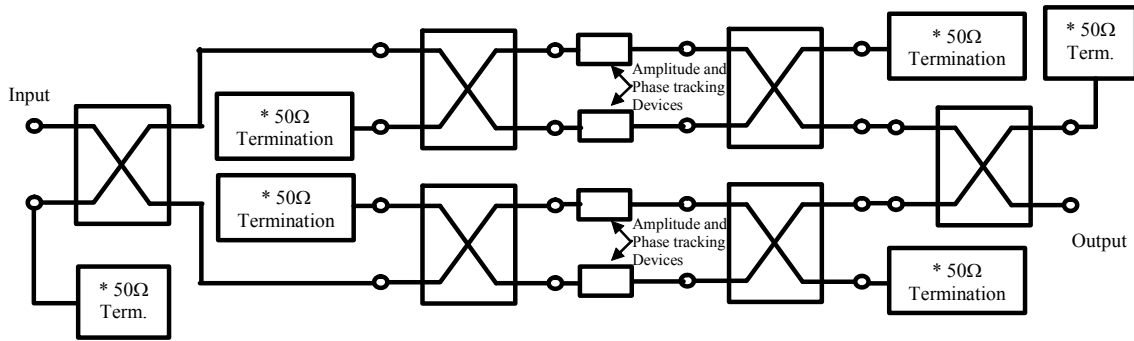 * 50Ω
Termination
* 50Ω
Term.
Input
Amplitude and
Phase tracking
Devices
* 50Ω
Termination
* 50Ω
Termination
Amplitude and
Phase tracking
Devices
Output
* 50Ω
Term.
* 50Ω
Termination